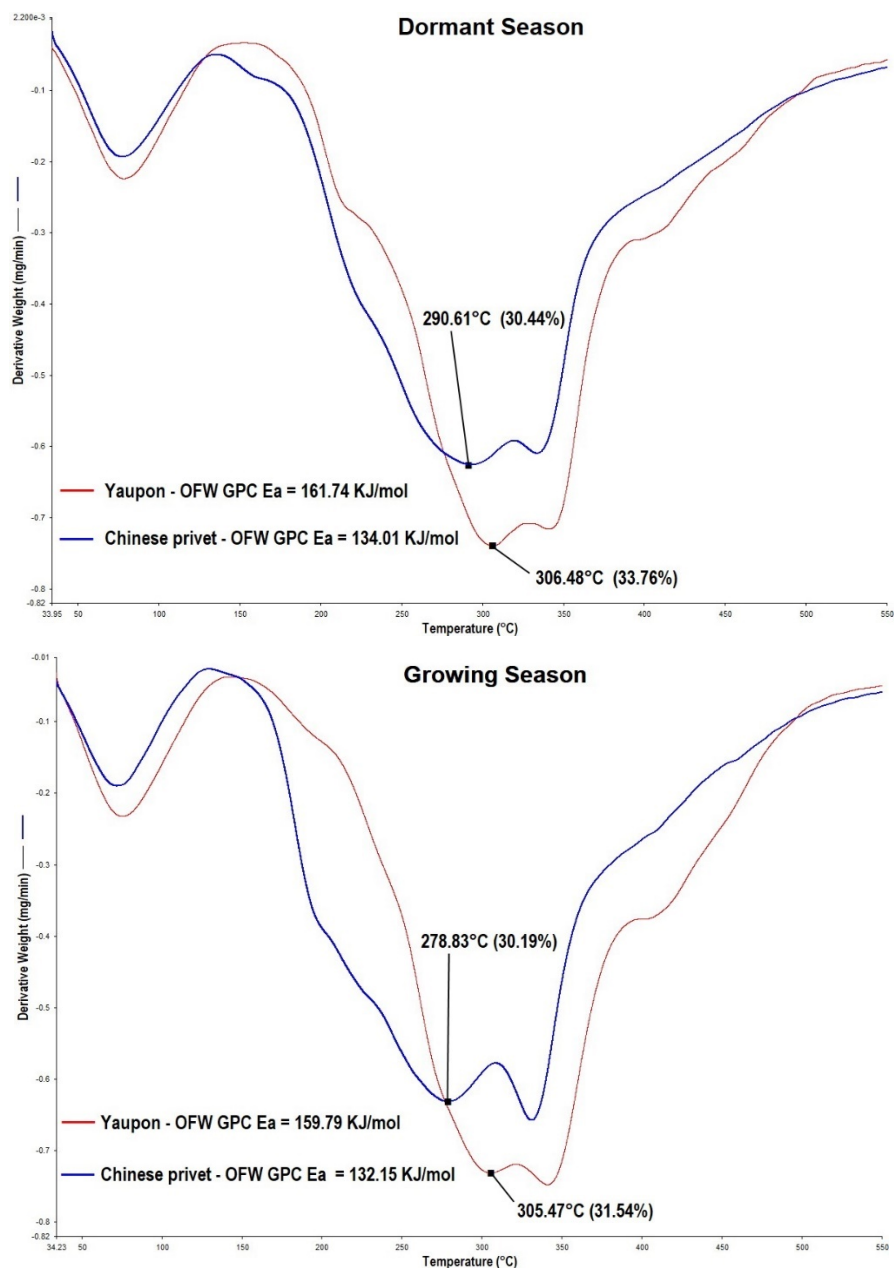 2.200e-3
Dormant Season
-0.1
-0.2
-0.3
-0.4
-0.5
-0.6
-0.7
-0.8
-0.82
Derivative Weight (mg/min)
290.61°C (30.44%)
Yaupon - OFW GPC Ea = 161.74 KJ/mol
Chinese privet - OFW GPC Ea = 134.01 KJ/mol
306.48°C (33.76%)
33.95 50 100 150 200 250 300 350 400 450 500 550
Temperature (°C)
-0.01
Growing Season
-0.1
-0.2
-0.3
-0.4
-0.5
-0.6
-0.7
-0.8
-0.82
Derivative Weight (mg/min)
278.83°C (30.19%)
Yaupon - OFW GPC Ea = 159.79 KJ/mol
Chinese privet - OFW GPC Ea = 132.15 KJ/mol
305.47°C (31.54%)
34.23 50 100 150 200 250 300 350 400 450 500 550
Temperature (°C)